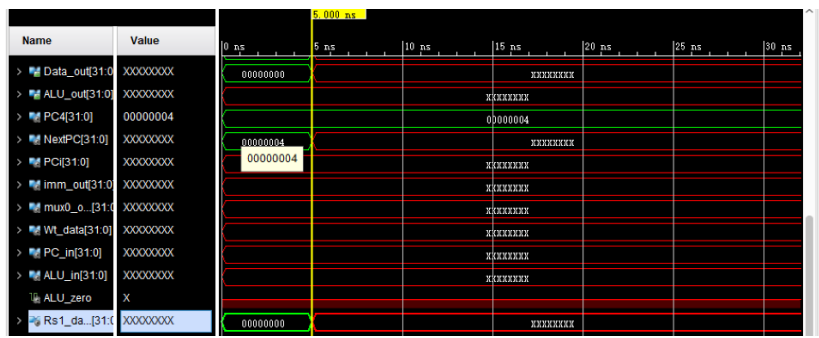 5.000 ns
Name Value
0 ns 5 ns 10 ns 15 ns 20 ns 25 ns 30 ns
> Data_out[31:0 XXXXXXXX 00000000 XXXXXXXX
> ALU_out[31:0] XXXXXXXX XXXXXXXX
> PC4[31:0] 00000004 00000004
> NextPC[31:0] XXXXXXXX 00000004 XXXXXXXX
00000004
> PCi[31:0] XXXXXXXX XXXXXXXX
> imm_out[31:0] XXXXXXXX XXXXXXXX
> mux0_o...[31:0 XXXXXXXX XXXXXXXX
> Wt_data[31:0] XXXXXXXX XXXXXXXX
> PC_in[31:0] XXXXXXXX XXXXXXXX
> ALU_in[31:0] XXXXXXXX XXXXXXXX
ALU_zero X
> Rs1_da...[31:0 XXXXXXXX 00000000 XXXXXXXX